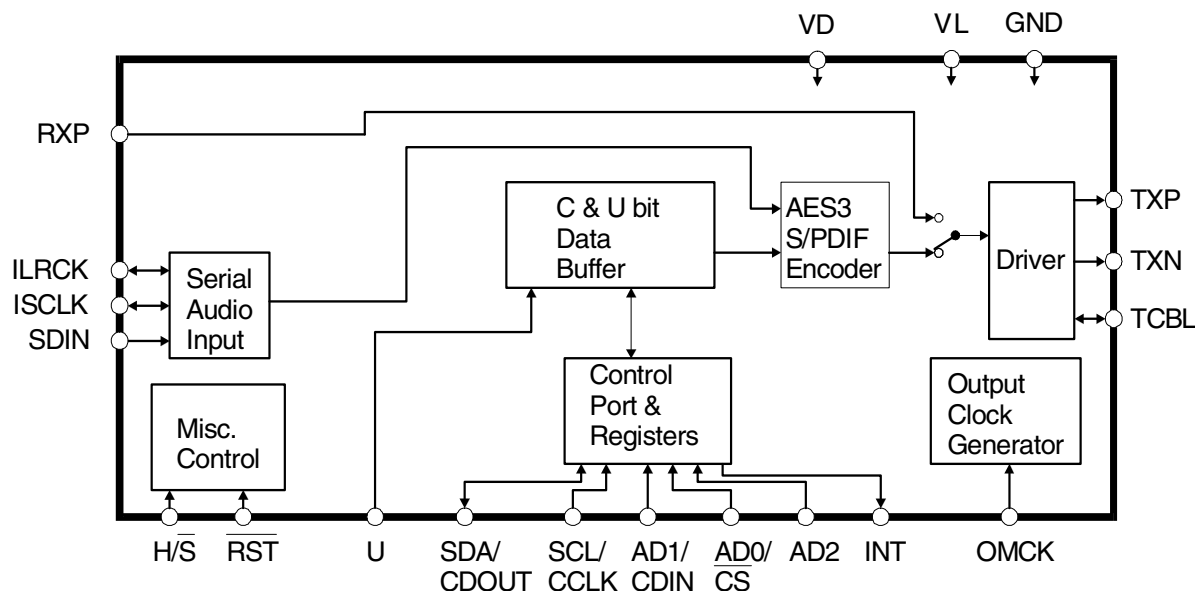 VD VL GND
RXP
C & U bit
Data
Buffer
AES3
S/PDIF
Encoder
Driver
TXP
TXN
TCBL
ILRCK
ISCLK
SDIN
Serial
Audio
Input
Misc.
Control
Control
Port &
Registers
Output
Clock
Generator
H/S̅ R̅S̅T̅ U SDA/ SCL/ AD1/ AD0/ AD2 INT OMCK
CDOUT CCLK CDIN C̅S̅